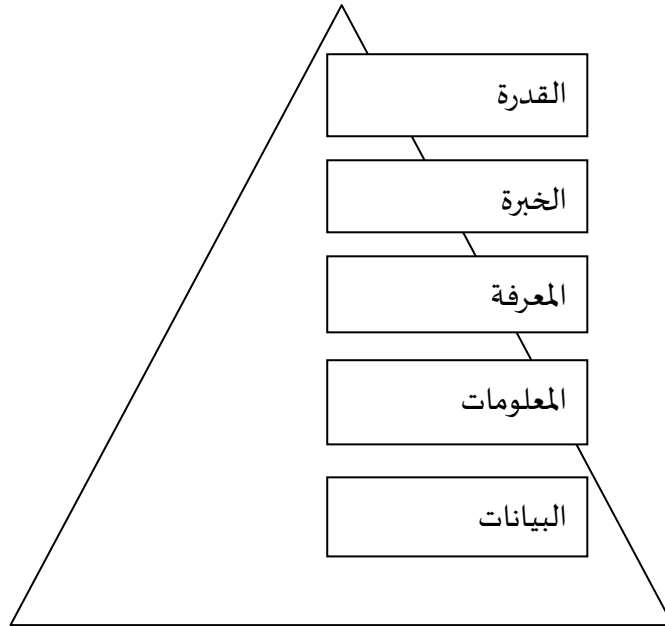 القدرة
الخبرة
المعرفة
المعلومات
البيانات